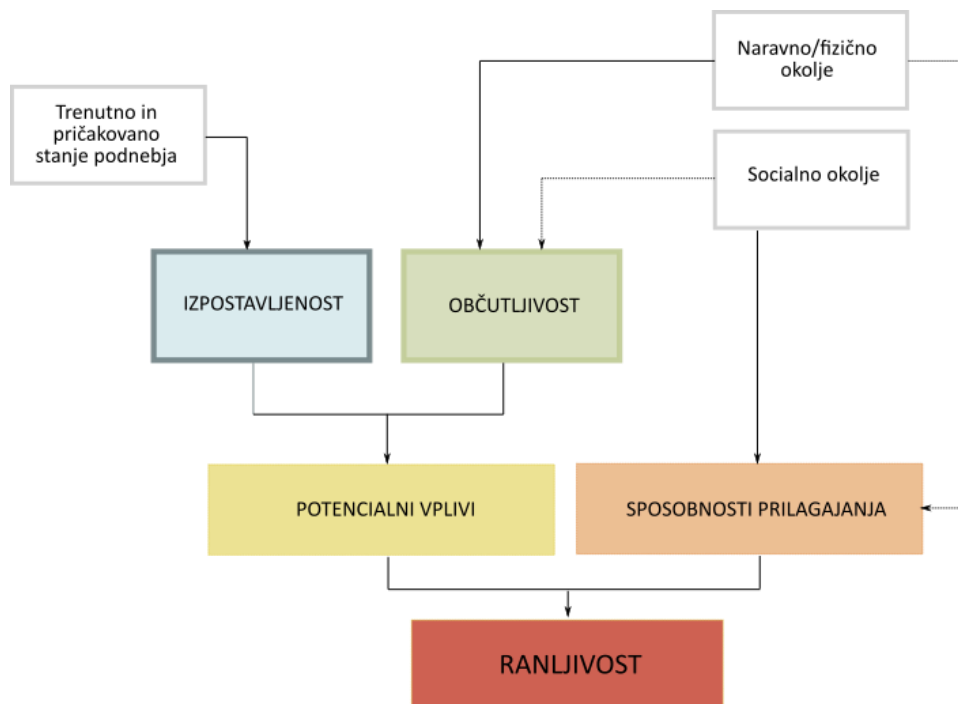 Naravno/fizično
okolje
Trenutno in
pričakovano
stanje podnebja
Socialno okolje
IZPOSTAVLJENOST
OBČUTLJIVOST
POTENCIALNI VPLIVI
SPOSOBNOSTI PRILAGAJANJA
RANLJIVOST